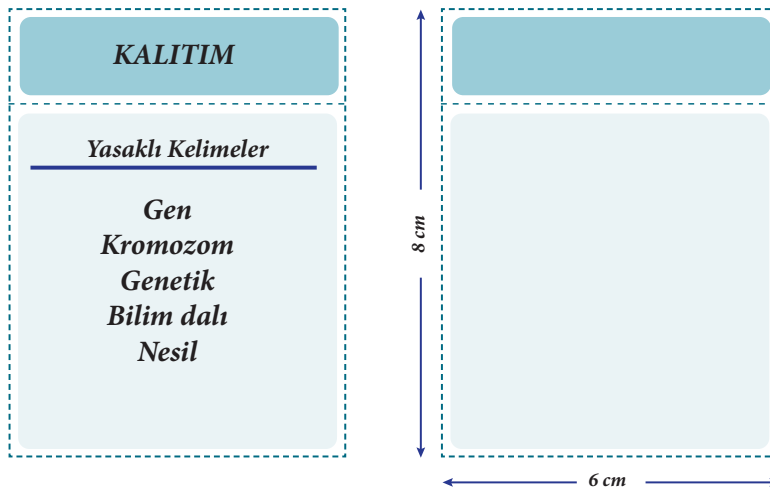 KALITIM
Yasaklı Kelimeler
Gen
Kromozom
Genetik
Bilim dalı
Nesil
8 cm
6 cm